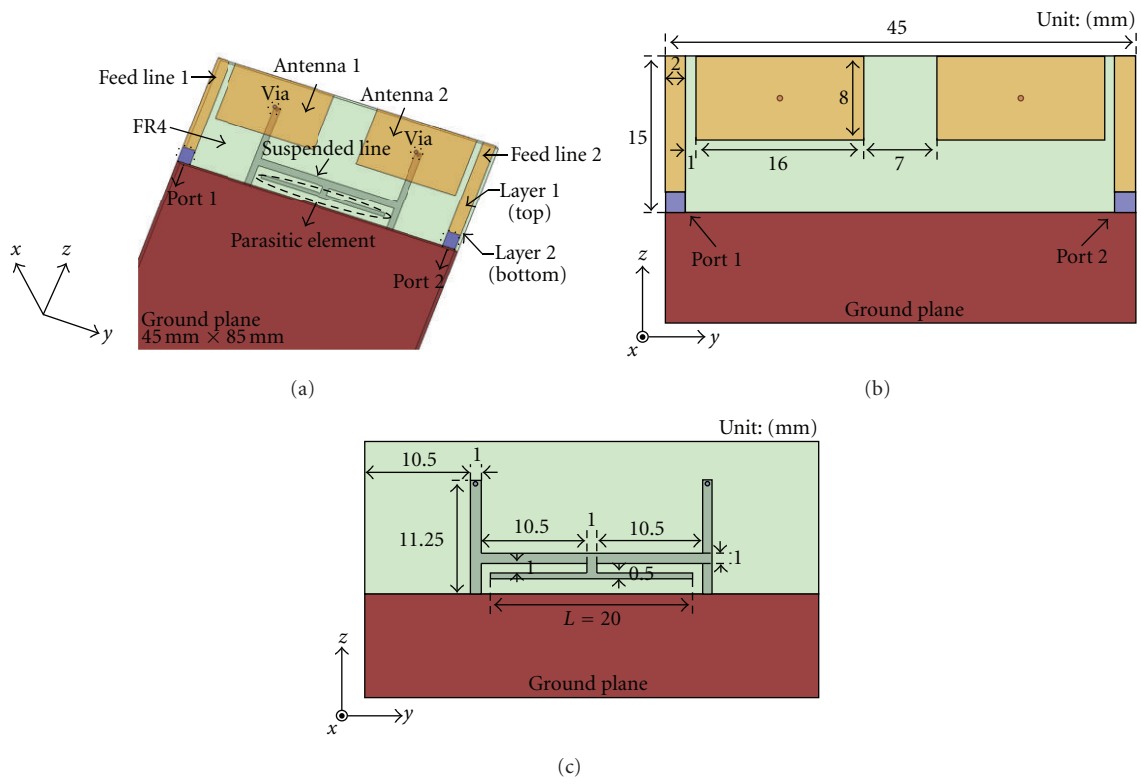 Feed line 1
Antenna 1
Via
Antenna 2
FR4
Via
Suspended line
Feed line 2
Port 1
Layer 1
(top)
Parasitic element
Layer 2
(bottom)
Port 2
x
z
y
Ground plane
45 mm × 85 mm
(a)
Unit: (mm)
45
2
8
15
1
16
7
Port 1
Port 2
z
Ground plane
x
y
(b)
Unit: (mm)
1
10.5
11.25
10.5
1
10.5
1
1
0.5
L = 20
z
Ground plane
x
y
(c)